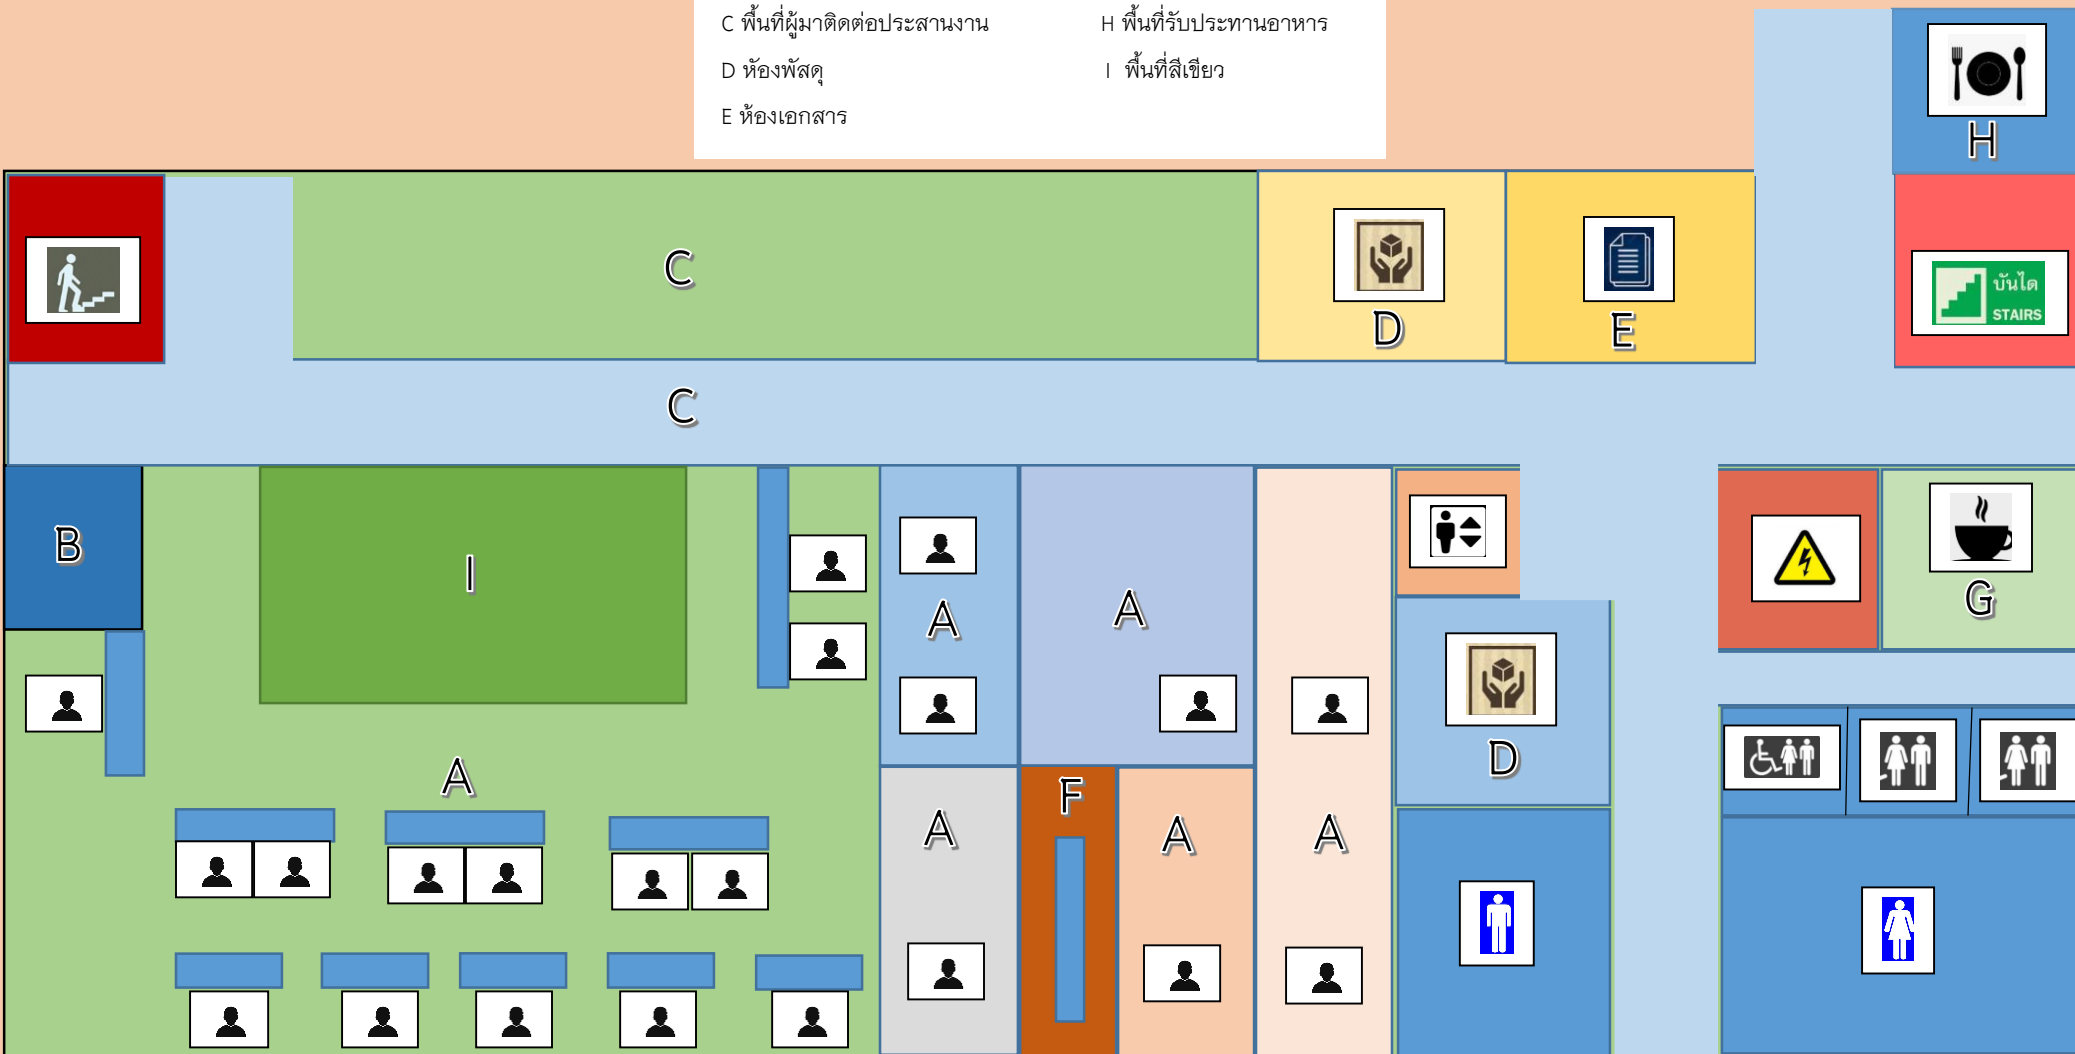 C พื้นที่ผู้มาติดต่อประสานงาน
H พื้นที่รับประทานอาหาร
D ห้องพัสดุ
I พื้นที่สีเขียว
E ห้องเอกสาร
H
C
D
E
บันได
STAIRS
C
B
I
A
A
G
A
D
F
A
A
A